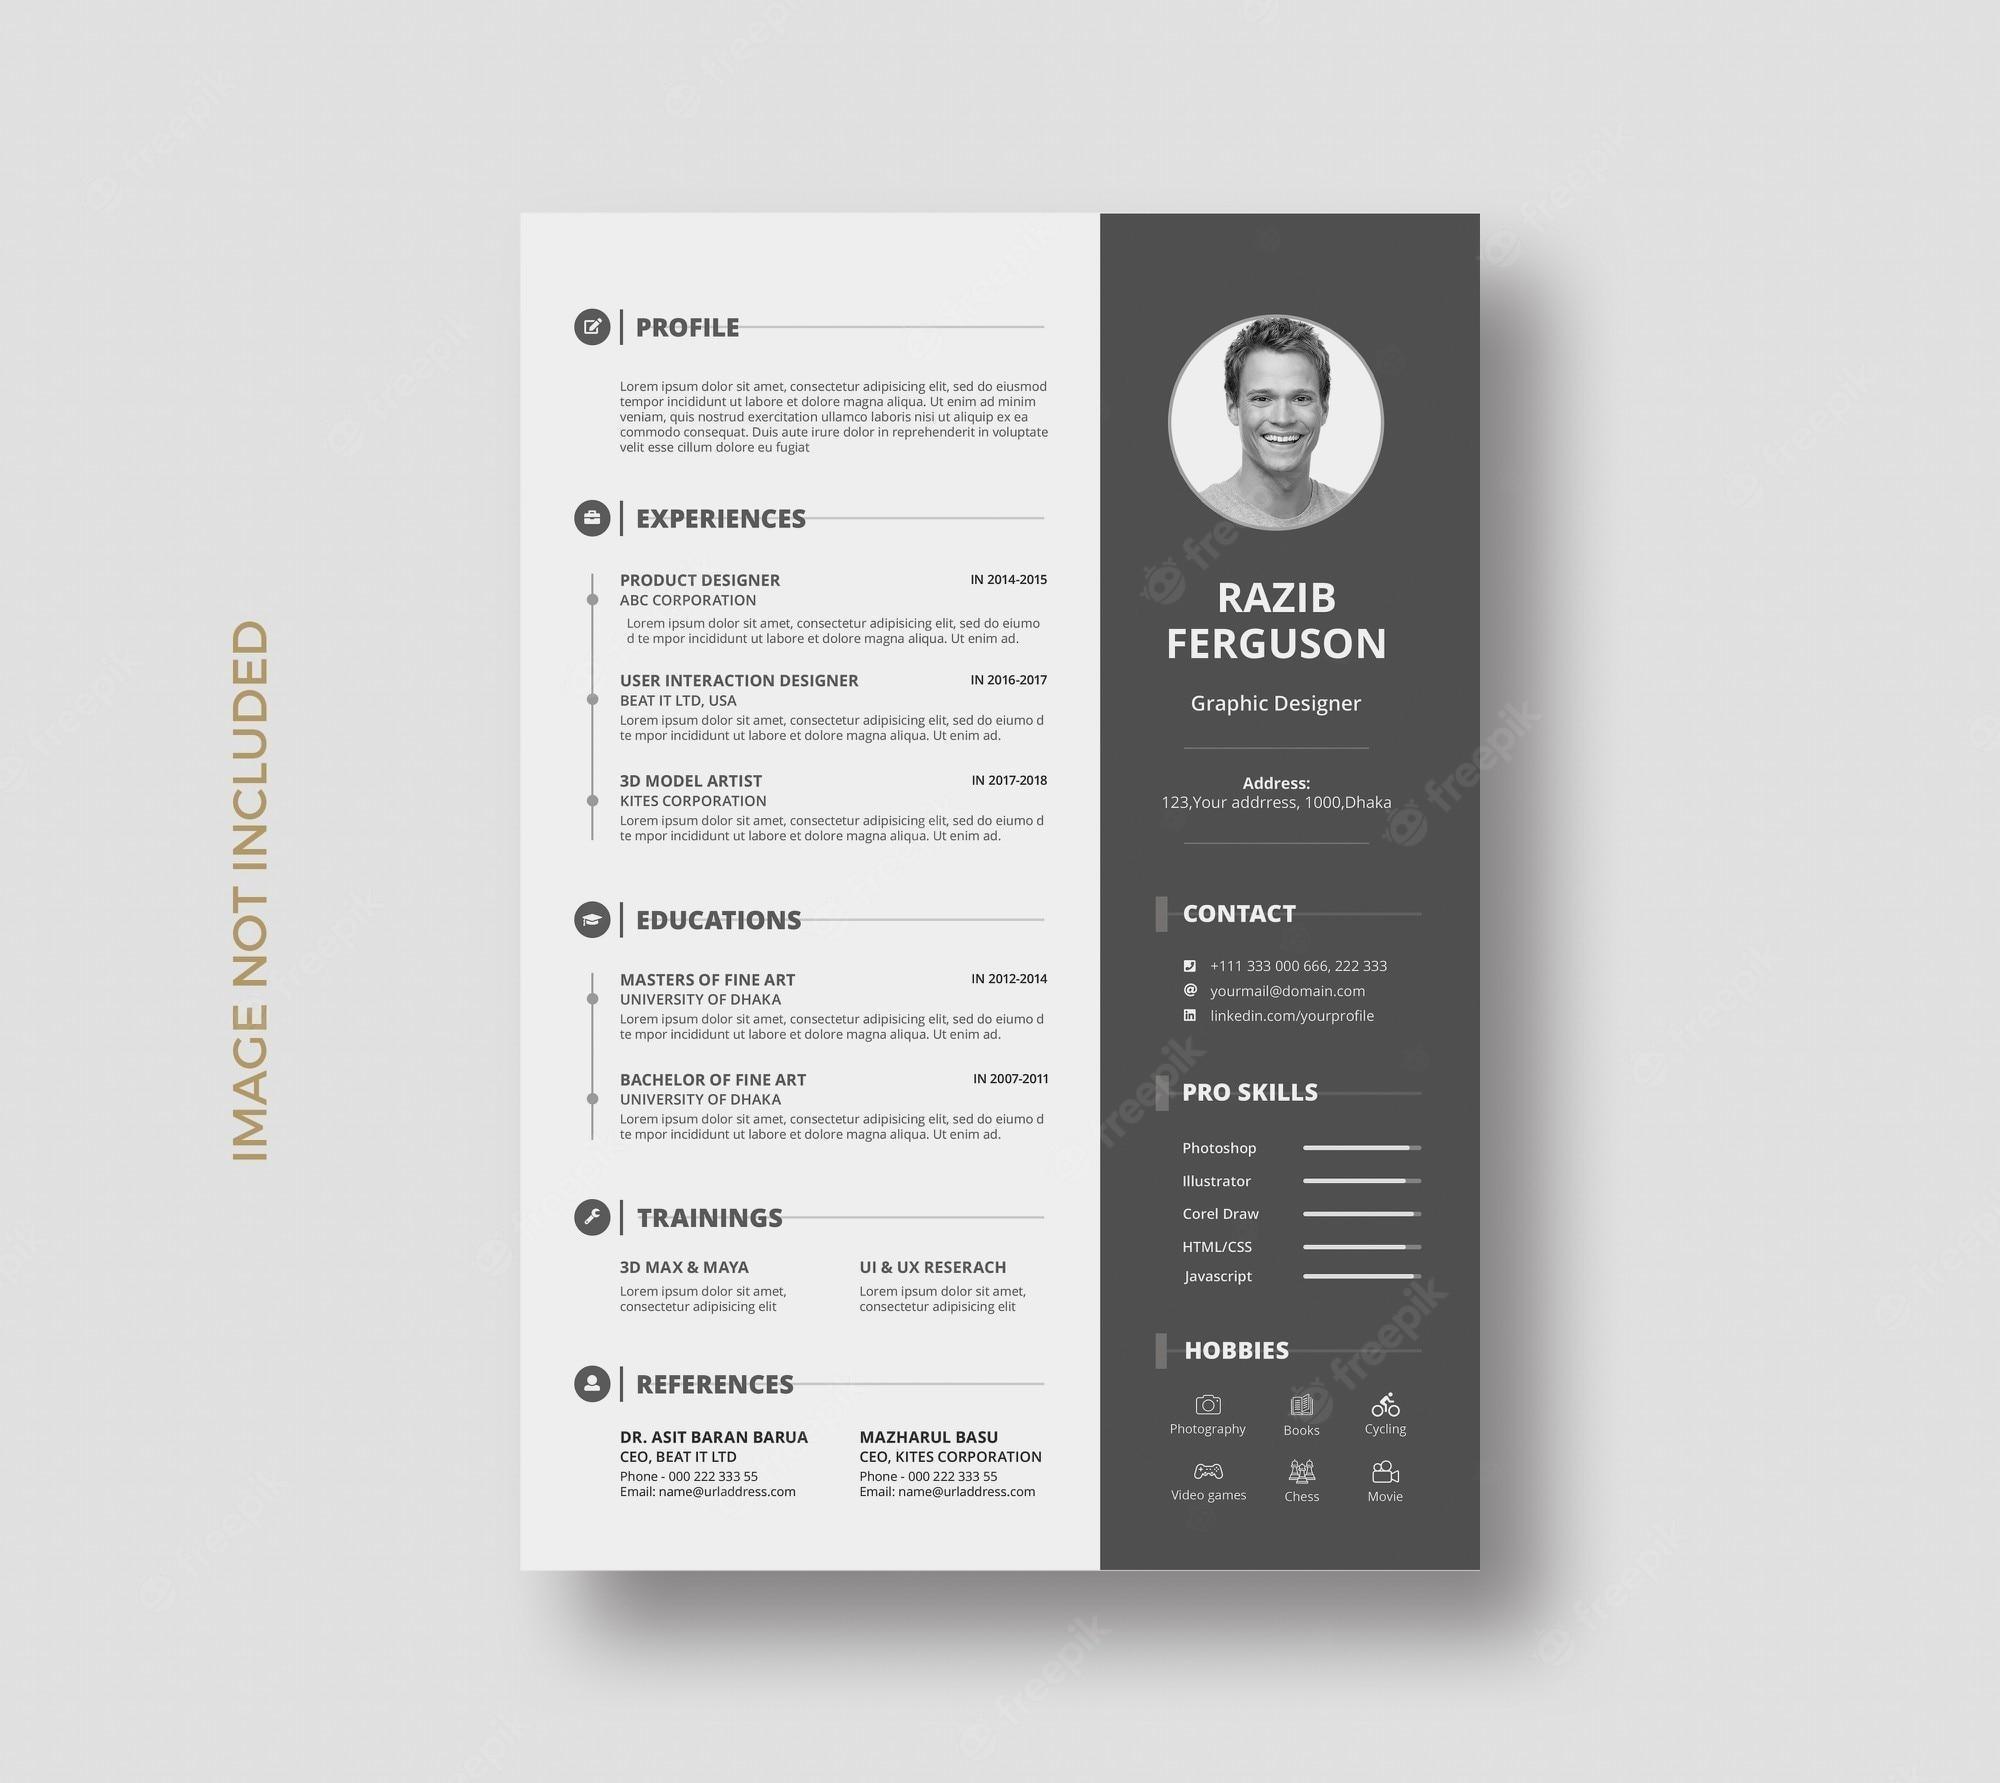 IMAGE NOT INCLUDED
PROFILE
Lorem ipsum dolor sit amet, consectetur adipisicing elit, sed do eiusmod
tempor incididunt ut labore et dolore magna aliqua. Ut enim ad minim
veniam, quis nostrud exercitation ullamco laboris nisi ut aliquip ex ea
commodo consequat. Duis aute irure dolor in reprehenderit in voluptate
velit esse cillum dolore eu fugiat
EXPERIENCES
PRODUCT DESIGNER IN 2014-2015
ABC CORPORATION
Lorem ipsum dolor sit amet, consectetur adipisicing elit, sed do eiumo
d te mpor incididunt ut labore et dolore magna aliqua. Ut enim ad.
USER INTERACTION DESIGNER IN 2016-2017
BEAT IT LTD, USA
Lorem ipsum dolor sit amet, consectetur adipisicing elit, sed do eiumo d
te mpor incididunt ut labore et dolore magna aliqua. Ut enim ad.
3D MODEL ARTIST IN 2017-2018
KITES CORPORATION
Lorem ipsum dolor sit amet, consectetur adipisicing elit, sed do eiumo d
te mpor incididunt ut labore et dolore magna aliqua. Ut enim ad.
EDUCATIONS
MASTERS OF FINE ART IN 2012-2014
UNIVERSITY OF DHAKA
Lorem ipsum dolor sit amet, consectetur adipisicing elit, sed do eiumo d
te mpor incididunt ut labore et dolore magna aliqua. Ut enim ad.
BACHELOR OF FINE ART IN 2007-2011
UNIVERSITY OF DHAKA
Lorem ipsum dolor sit amet, consectetur adipisicing elit, sed do eiumo d
te mpor incididunt ut labore et dolore magna aliqua. Ut enim ad.
TRAININGS
3D MAX & MAYA
Lorem ipsum dolor sit amet,
consectetur adipisicing elit
UI & UX RESERACH
Lorem ipsum dolor sit amet,
consectetur adipisicing elit
REFERENCES
DR. ASIT BARAN BARUA
CEO, BEAT IT LTD
Phone - 000 222 333 55
Email: name@urladdress.com
MAZHARUL BASU
CEO, KITES CORPORATION
Phone - 000 222 333 55
Email: name@urladdress.com
RAZIB
FERGUSON
Graphic Designer
Address:
123,Your addrress, 1000,Dhaka
CONTACT
+111 333 000 666, 222 333
yourmail@domain.com
linkedin.com/yourprofile
PRO SKILLS
Photoshop
Illustrator
Corel Draw
HTML/CSS
Javascript
HOBBIES
Photography Books Cycling
Video games Chess Movie
freepik